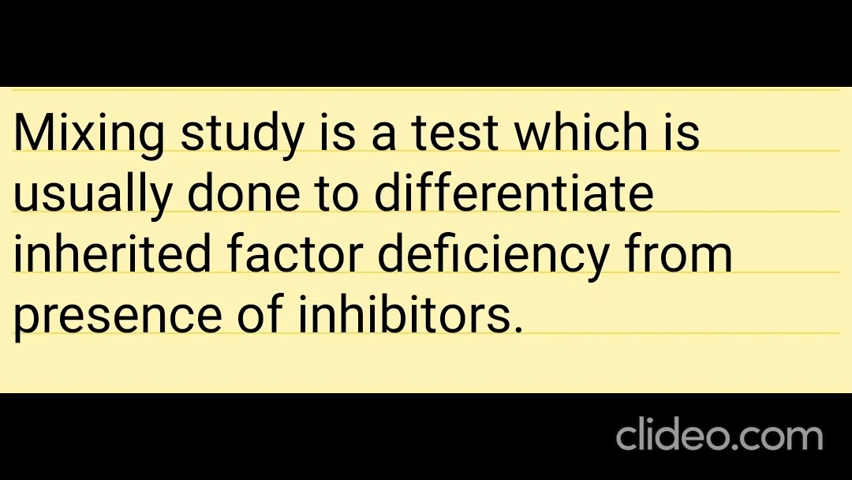 Mixing study is a test which is
usually done to differentiate
inherited factor deficiency from
presence of inhibitors.
clideo.com